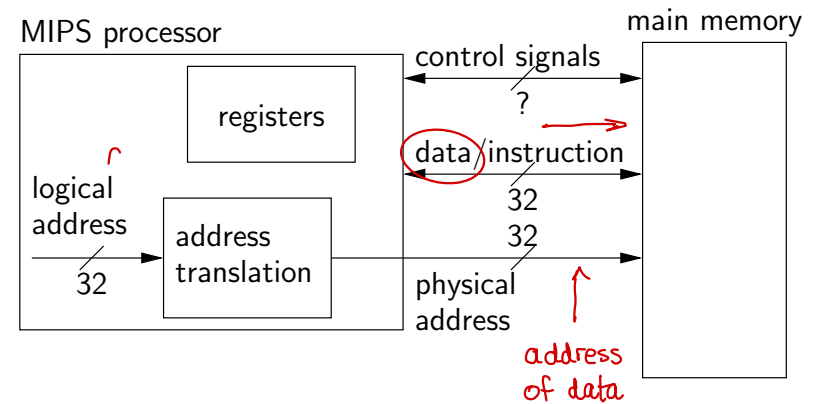 MIPS processor
main memory
control signals
?
registers
data/instruction
32
logical
address
32
address
translation
32
physical
address
address
of data